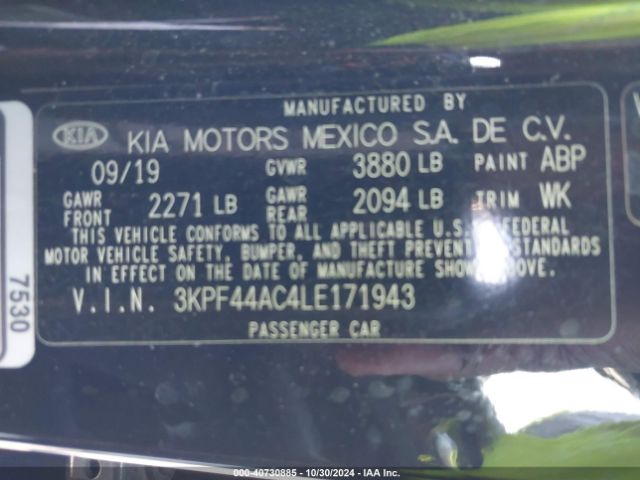 MANUFACTURED BY
KIA KIA MOTORS MEXICO S.A. DE C.V.
09/19 GVWR 3880 LB PAINT ABP
GAWR FRONT 2271 LB GAWR REAR 2094 LB TRIM WK
THIS VEHICLE CONFORMS TO ALL APPLICABLE U.S. FEDERAL
MOTOR VEHICLE SAFETY, BUMPER, AND THEFT PREVENTION STANDARDS
IN EFFECT ON THE DATE OF MANUFACTURE SHOWN ABOVE.
V.I.N. 3KPF44AC4LE171943
PASSENGER CAR
7530
000-40730885 - 10/30/2024 - IAA Inc.